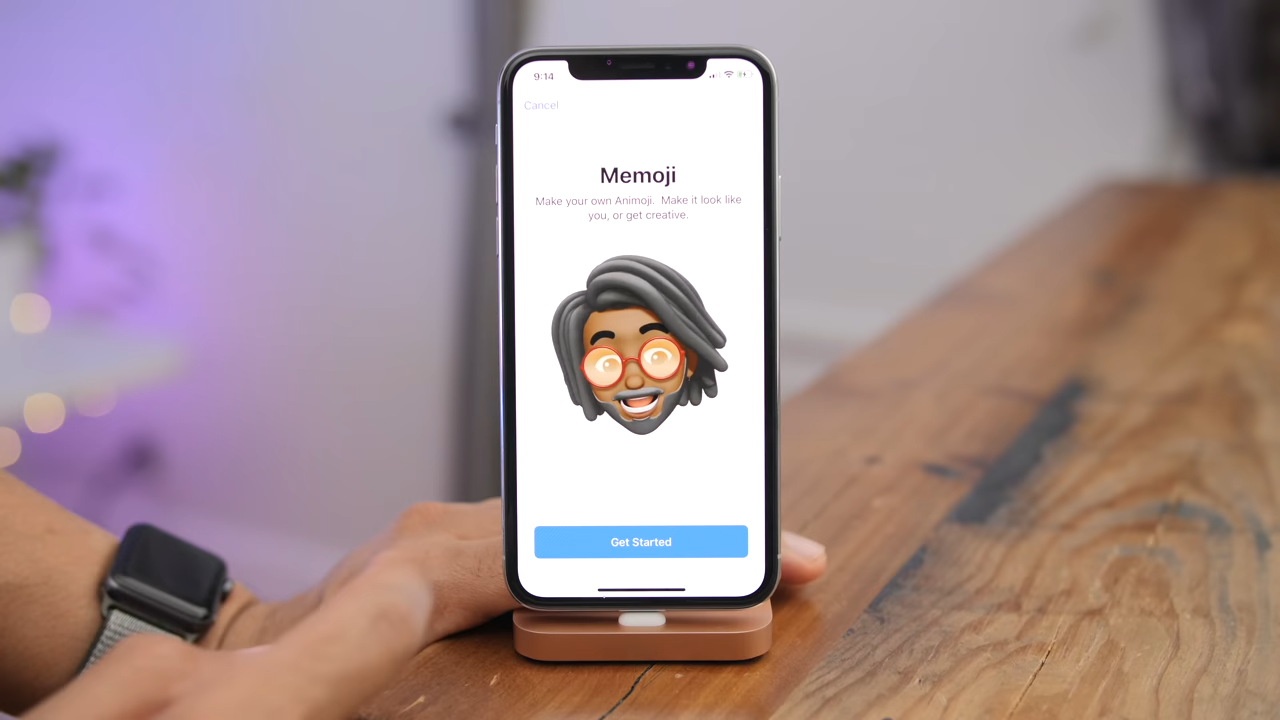 9:14
Cancel
Memoji
Make your own Animoji. Make it look like
you, or get creative.
Get Started